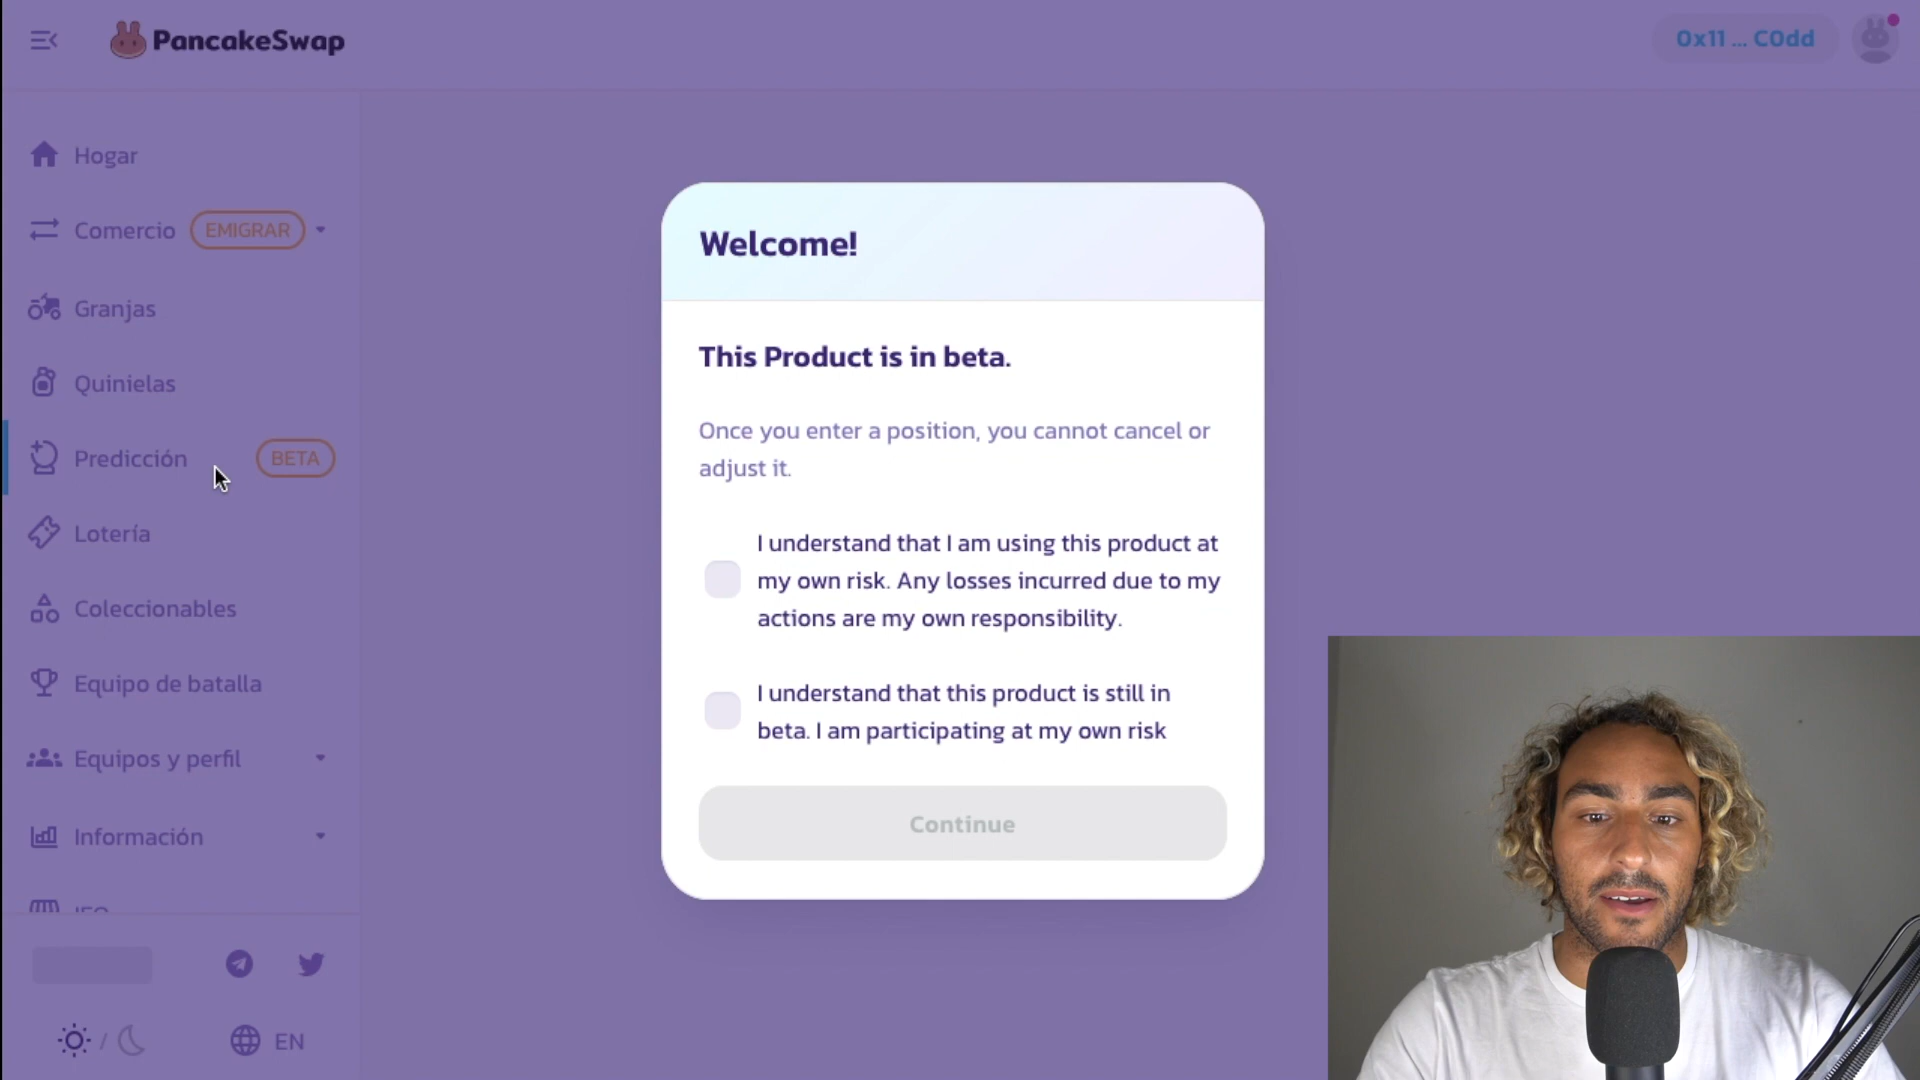 PancakeSwap
0x11 ... C0dd
Hogar
Comercio EMIGRAR
Granjas
Quinielas
Predicción BETA
Lotería
Coleccionables
Equipo de batalla
Equipos y perfil
Información
EN
Welcome!
This Product is in beta.
Once you enter a position, you cannot cancel or
adjust it.
I understand that I am using this product at
my own risk. Any losses incurred due to my
actions are my own responsibility.
I understand that this product is still in
beta. I am participating at my own risk
Continue